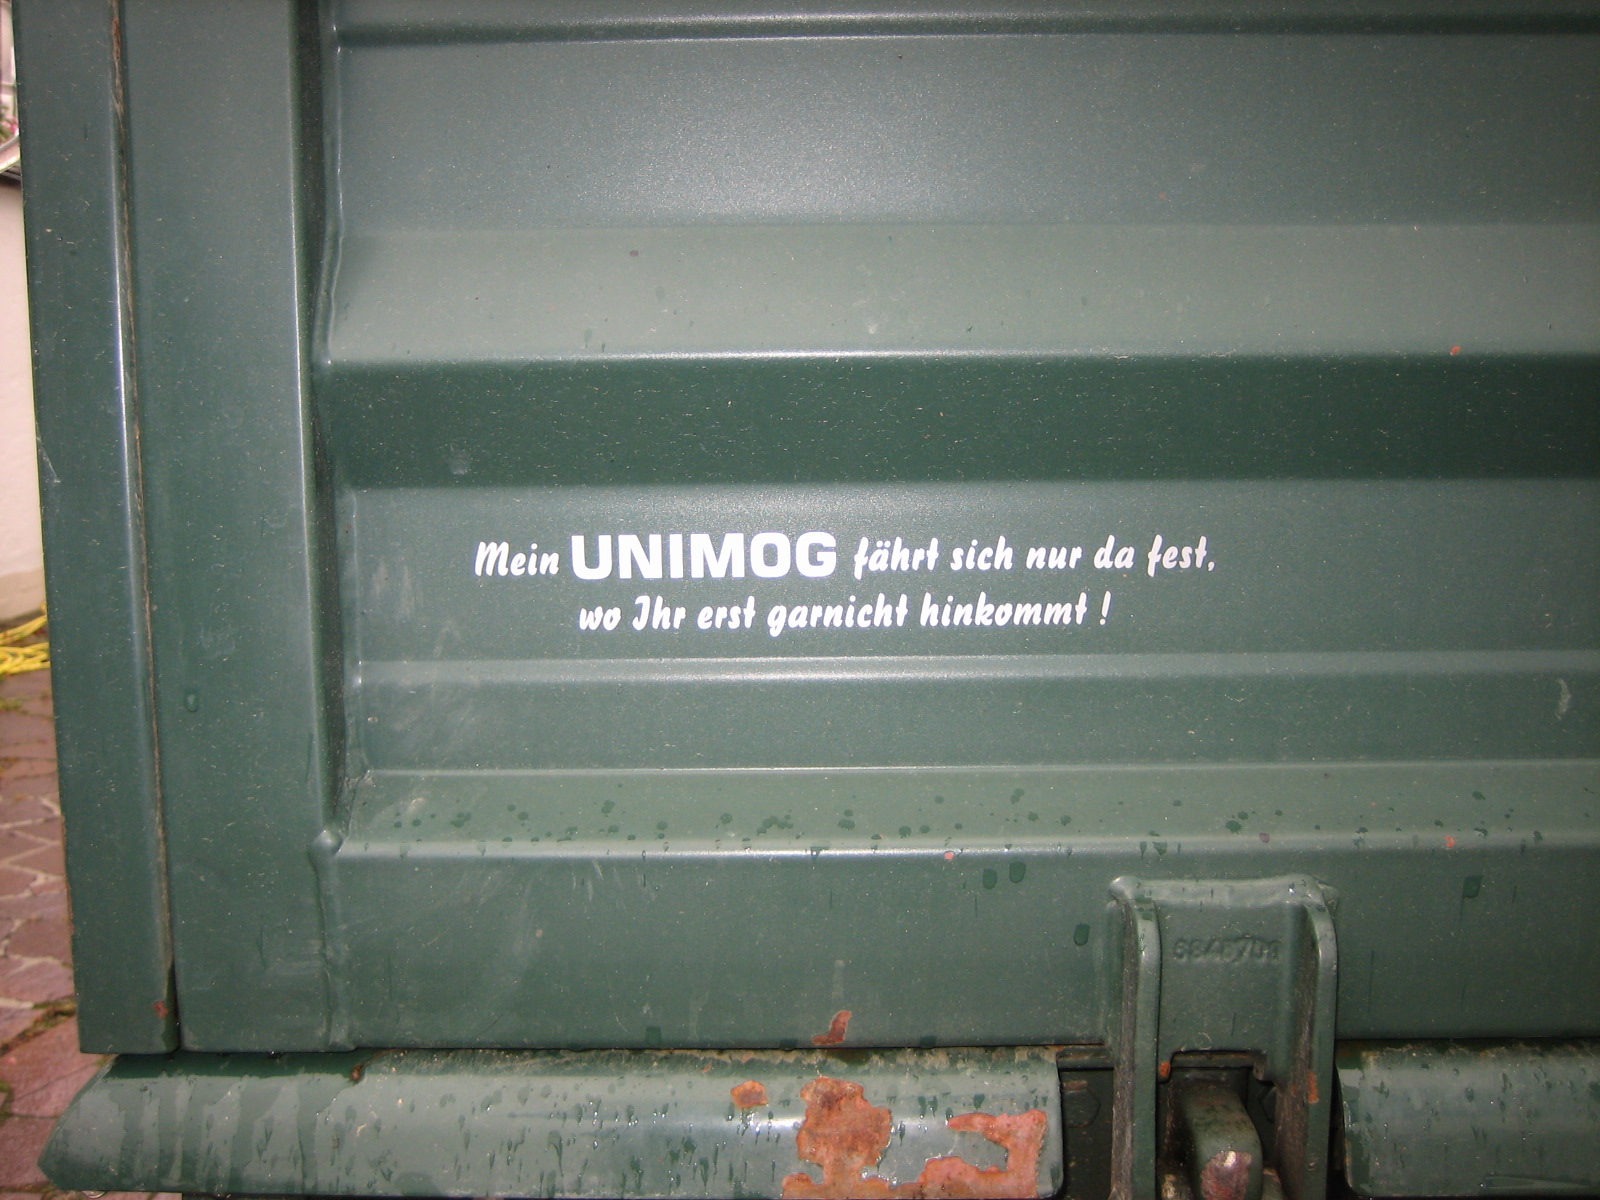 Mein UNIMOG fährt sich nur da fest,
wo Ihr erst garnicht hinkommt !